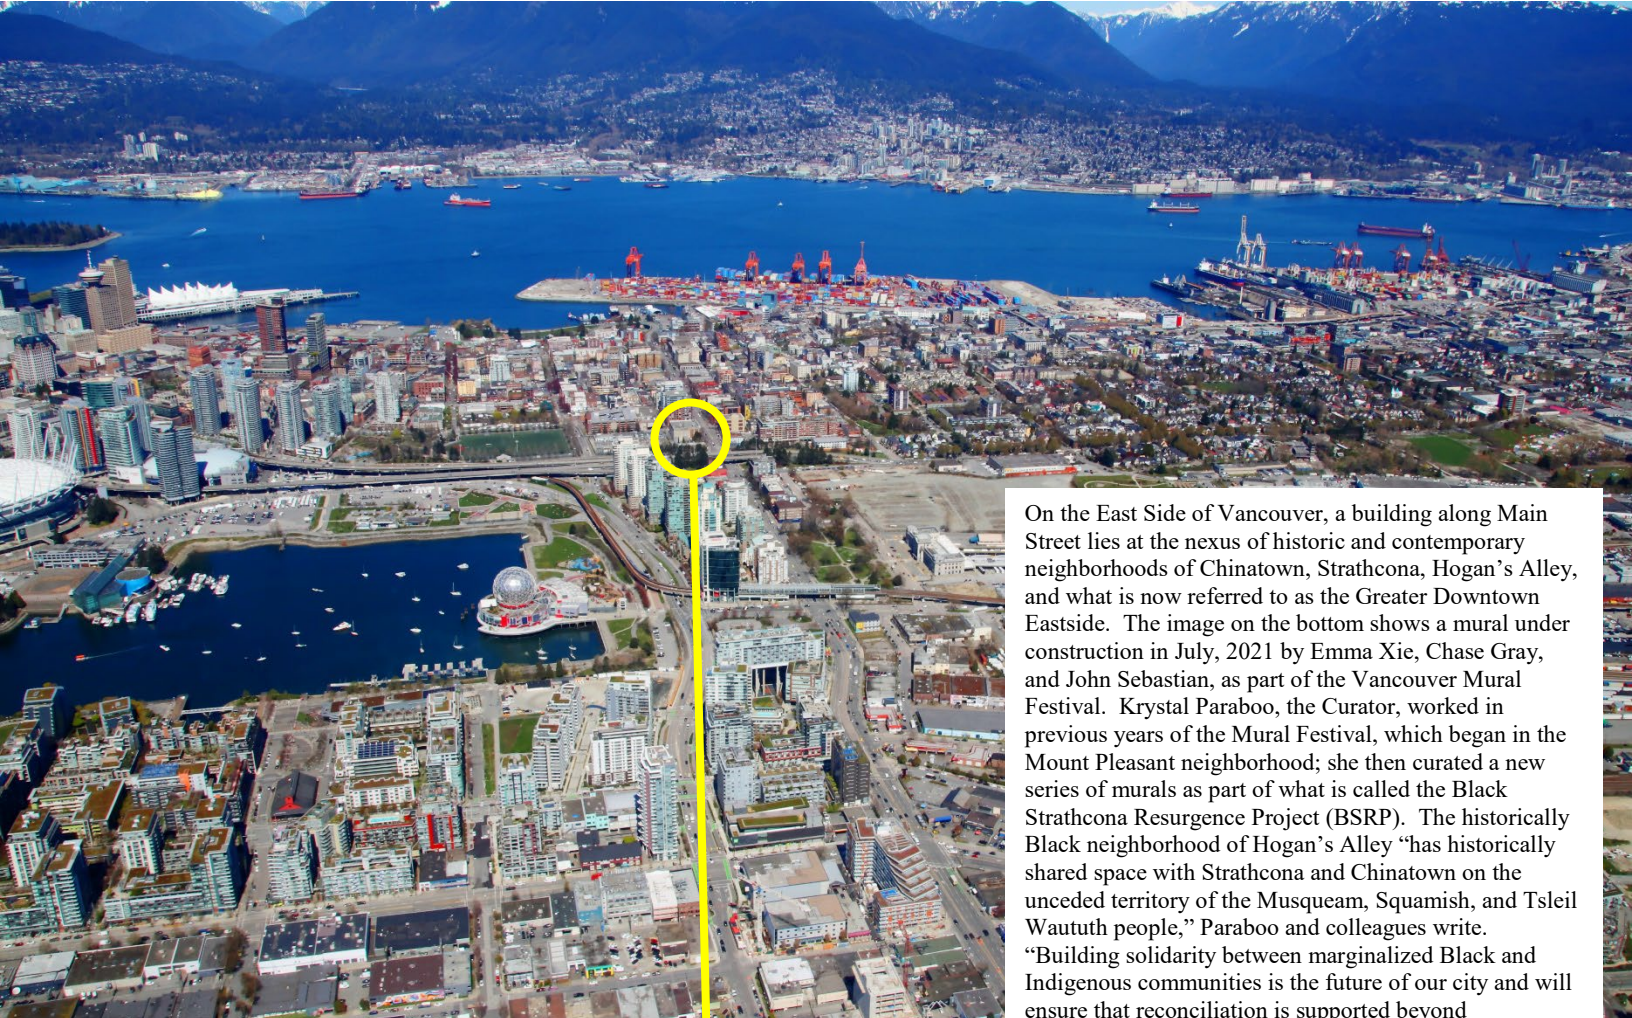 On the East Side of Vancouver, a building along Main
Street lies at the nexus of historic and contemporary
neighborhoods of Chinatown, Strathcona, Hogan’s Alley,
and what is now referred to as the Greater Downtown
Eastside.  The image on the bottom shows a mural under
construction in July, 2021 by Emma Xie, Chase Gray,
and John Sebastian, as part of the Vancouver Mural
Festival.  Krystal Paraboo, the Curator, worked in
previous years of the Mural Festival, which began in the
Mount Pleasant neighborhood; she then curated a new
series of murals as part of what is called the Black
Strathcona Resurgence Project (BSRP).  The historically
Black neighborhood of Hogan’s Alley “has historically
shared space with Strathcona and Chinatown on the
unceded territory of the Musqueam, Squamish, and Tsleil
Waututh people,” Paraboo and colleagues write.
“Building solidarity between marginalized Black and
Indigenous communities is the future of our city and will
ensure that reconciliation is supported beyond